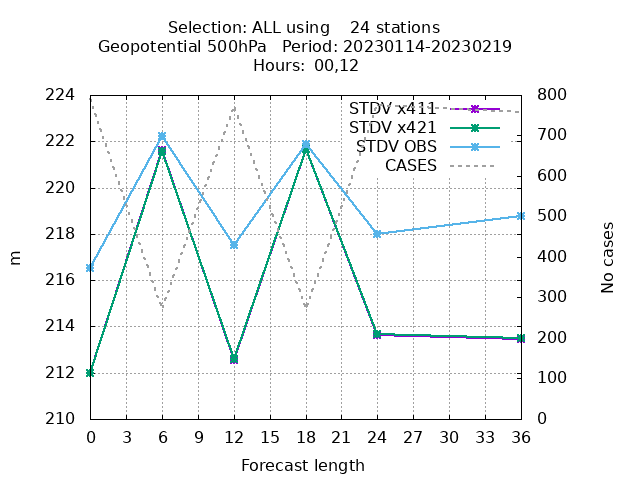 Selection: ALL using    24 stations
Geopotential 500hPa   Period: 20230114-20230219
Hours:  00,12
224 800
STDV x411
STDV x421
222 700
STDV OBS
CASES
220 600
218 500
m No cases
400
216 300
214 200
212 100
210 0
0 3 6 9 12 15 18 21 24 27 30 33 36
Forecast length